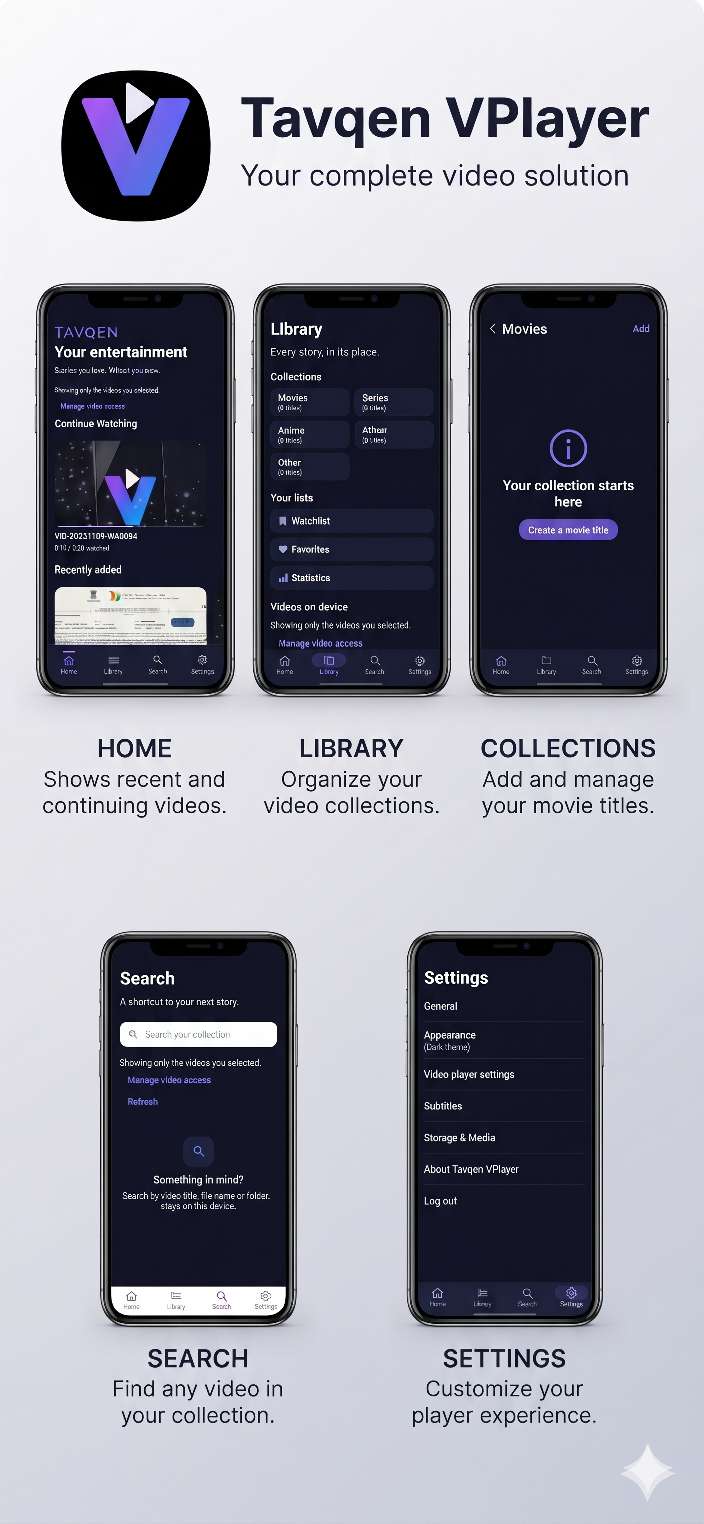 Tavqen VPlayer
Your complete video solution
TAVQEN
Your entertainment
Showing only the videos you selected.
Manage video access
Continue Watching
VID-20231109-WA0094
0:10 / 0:20 watched
Recently added
Home
Library
Search
Settings
LIbrary
Every story, in its place.
Collections
Movies
(0 titles)
Series
(0 titles)
Anime
(0 titles)
Athœr
(0 titles)
Other
(0 titles)
Your lists
Watchlist
Favorites
Statistics
Videos on device
Showing only the videos you selected.
Manage video access
Home
Library
Search
Settings
Movies
Add
Your collection starts
here
Create a movie title
Home
Library
Search
Settings
HOME
Shows recent and
continuing videos.
LIBRARY
Organize your
video collections.
COLLECTIONS
Add and manage
your movie titles.
Search
A shortcut to your next story.
Search your collection
Showing only the videos you selected.
Manage video access
Refresh
Something in mind?
Search by video title, file name or folder.
stays on this device.
Home
Library
Search
Settings
Settings
General
Appearance
(Dark theme)
Video player settings
Subtitles
Storage & Media
About Tavqen VPlayer
Log out
Home
Library
Search
Settings
SEARCH
Find any video in
your collection.
SETTINGS
Customize your
player experience.